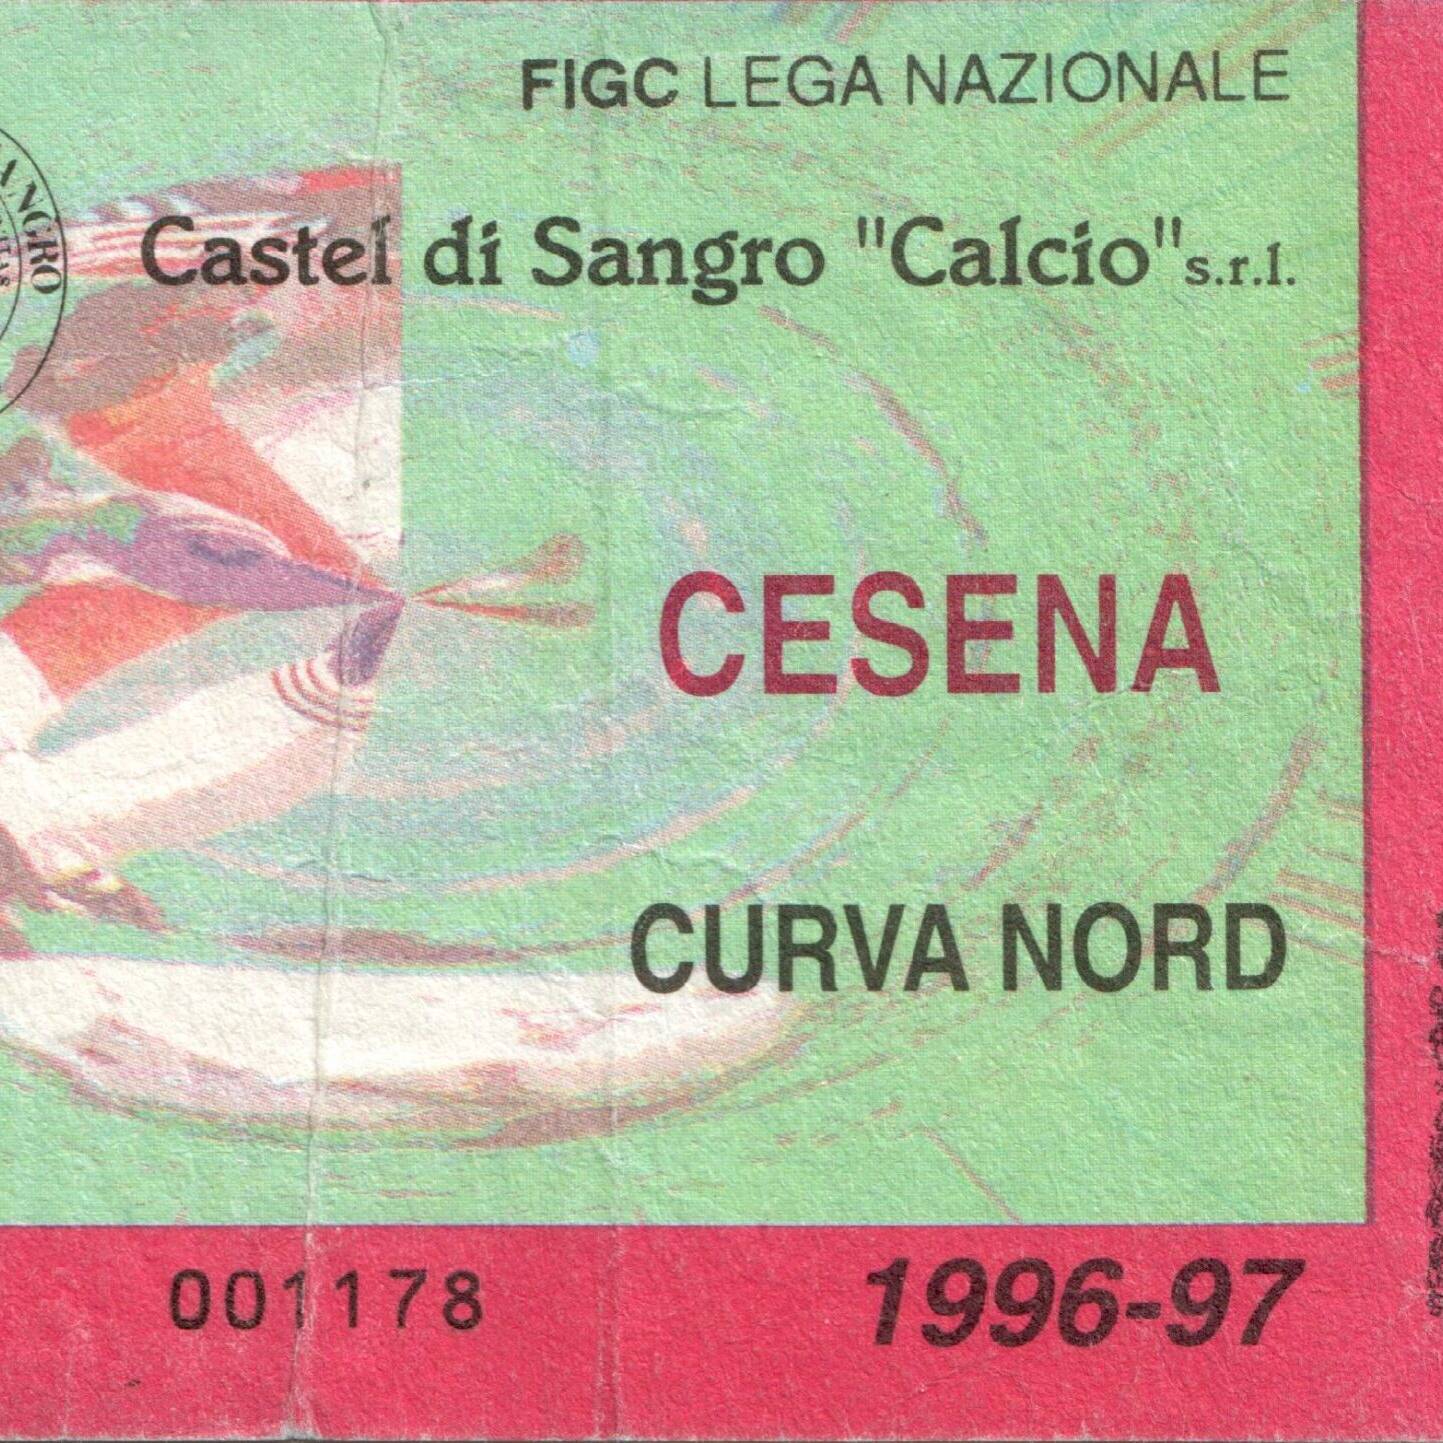 FIGC LEGA NAZIONALE
Castel di Sangro "Calcio" s.r.l.
CESENA
CURVA NORD
001178
1996-97